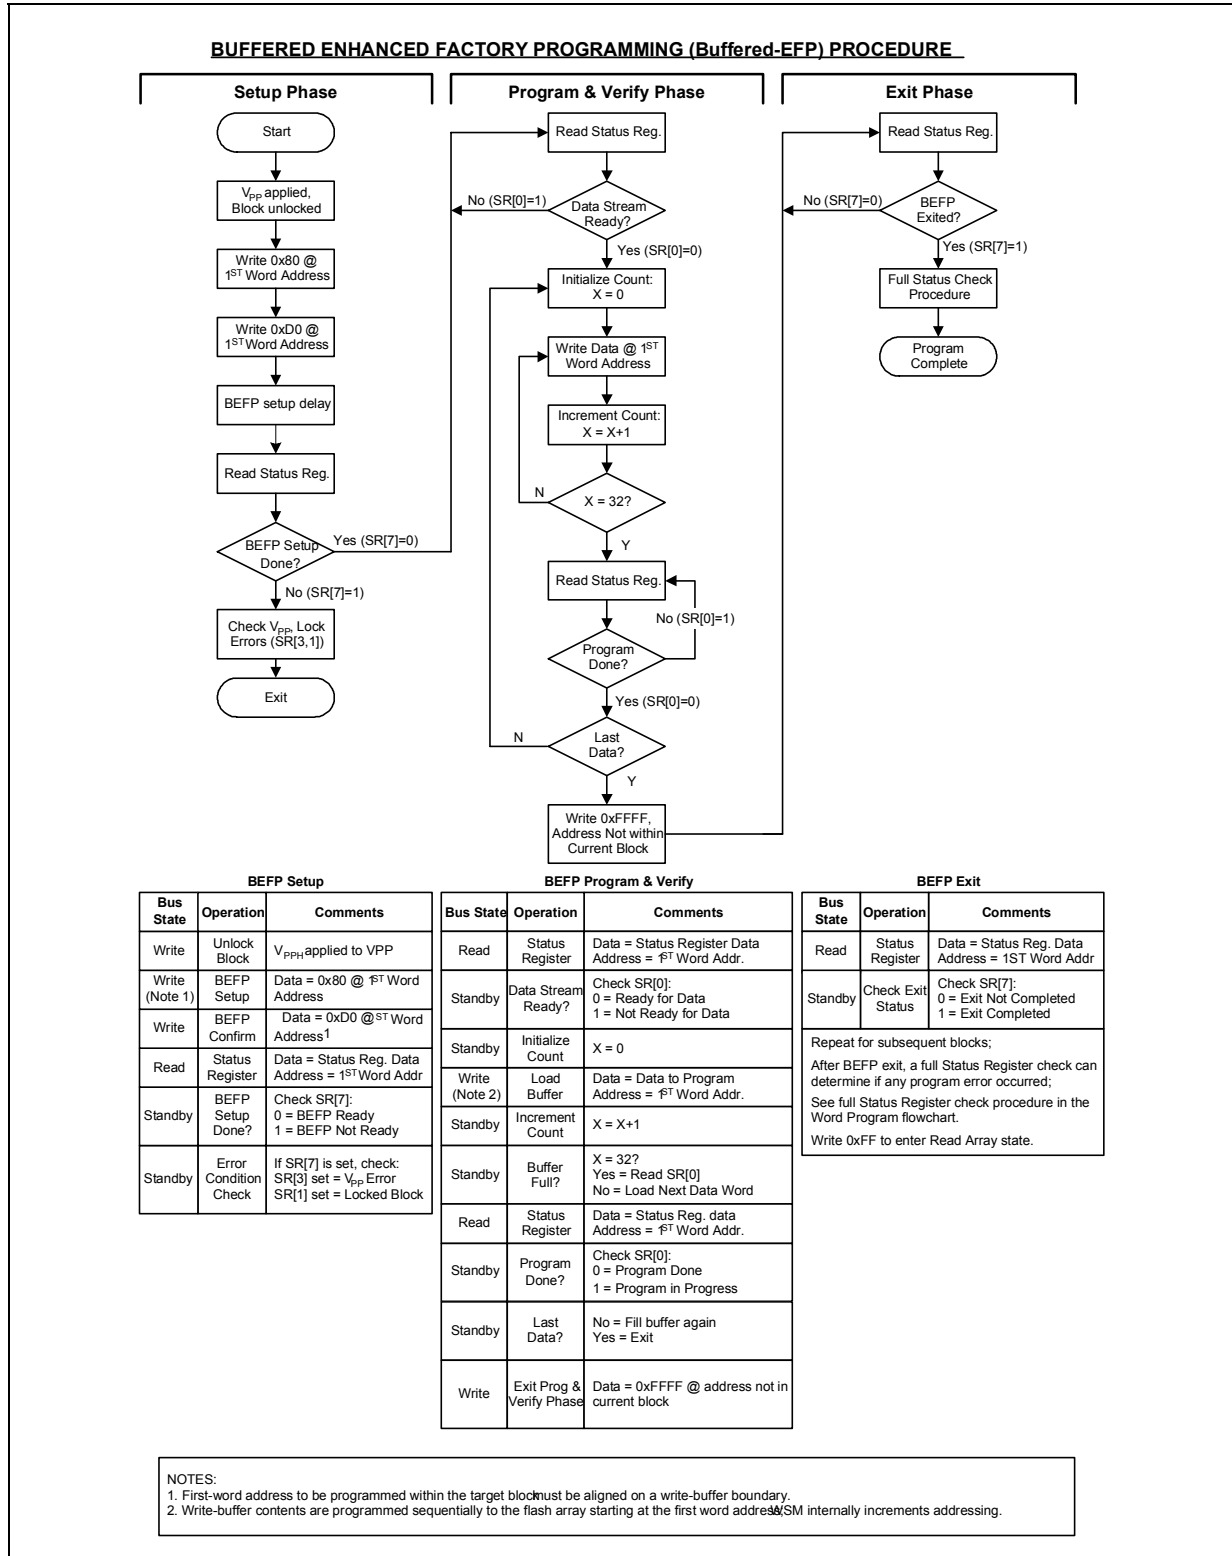 BUFFERED ENHANCED FACTORY PROGRAMMING (Buffered-EFP) PROCEDURE
Setup Phase
Start
VPP applied,
Block unlocked
Write 0x80 @
1ST Word Address
Write 0xD0 @
1ST Word Address
BEFP setup delay
Read Status Reg.
BEFP Setup
Done?
Yes (SR[7]=0)
No (SR[7]=1)
Check VPP, Lock
Errors (SR[3,1])
Exit
Program & Verify Phase
Read Status Reg.
Data Stream
Ready?
No (SR[0]=1)
Yes (SR[0]=0)
Initialize Count:
X = 0
Write Data @ 1ST
Word Address
Increment Count:
X = X+1
X = 32?
N
Y
Read Status Reg.
No (SR[0]=1)
Program
Done?
Yes (SR[0]=0)
Last
Data?
N
Y
Write 0xFFFF,
Address Not within
Current Block
Exit Phase
Read Status Reg.
BEFP
Exited?
No (SR[7]=0)
Yes (SR[7]=1)
Full Status Check
Procedure
Program
Complete
BEFP Setup
Bus State Operation Comments
Write Unlock Block VPPH applied to VPP
Write (Note 1) BEFP Setup Data = 0x80 @ 1ST Word Address
Write BEFP Confirm Data = 0xD0 @ ST Word Address1
Read Status Register Data = Status Reg. Data
Address = 1ST Word Addr
Standby BEFP Setup Done? Check SR[7]:
0 = BEFP Ready
1 = BEFP Not Ready
Standby Error Condition Check If SR[7] is set, check:
SR[3] set = VPP Error
SR[1] set = Locked Block
BEFP Program & Verify
Bus State Operation Comments
Read Status Register Data = Status Register Data
Address = 1ST Word Addr.
Standby Data Stream Ready? Check SR[0]:
0 = Ready for Data
1 = Not Ready for Data
Standby Initialize Count X = 0
Write (Note 2) Load Buffer Data = Data to Program
Address = 1ST Word Addr.
Standby Increment Count X = X+1
Standby Buffer Full? X = 32?
Yes = Read SR[0]
No = Load Next Data Word
Read Status Register Data = Status Reg. data
Address = 1ST Word Addr.
Standby Program Done? Check SR[0]:
0 = Program Done
1 = Program in Progress
Standby Last Data? No = Fill buffer again
Yes = Exit
Write Exit Prog & Verify Phase Data = 0xFFFF @ address not in
current block
BEFP Exit
Bus State Operation Comments
Read Status Register Data = Status Reg. Data
Address = 1ST Word Addr
Standby Check Exit Status Check SR[7]:
0 = Exit Not Completed
1 = Exit Completed
Repeat for subsequent blocks;
After BEFP exit, a full Status Register check can
determine if any program error occurred;
See full Status Register check procedure in the
Word Program flowchart.
Write 0xFF to enter Read Array state.
NOTES:
1. First-word address to be programmed within the target block must be aligned on a write-buffer boundary.
2. Write-buffer contents are programmed sequentially to the flash array starting at the first word address; WSM internally increments addressing.